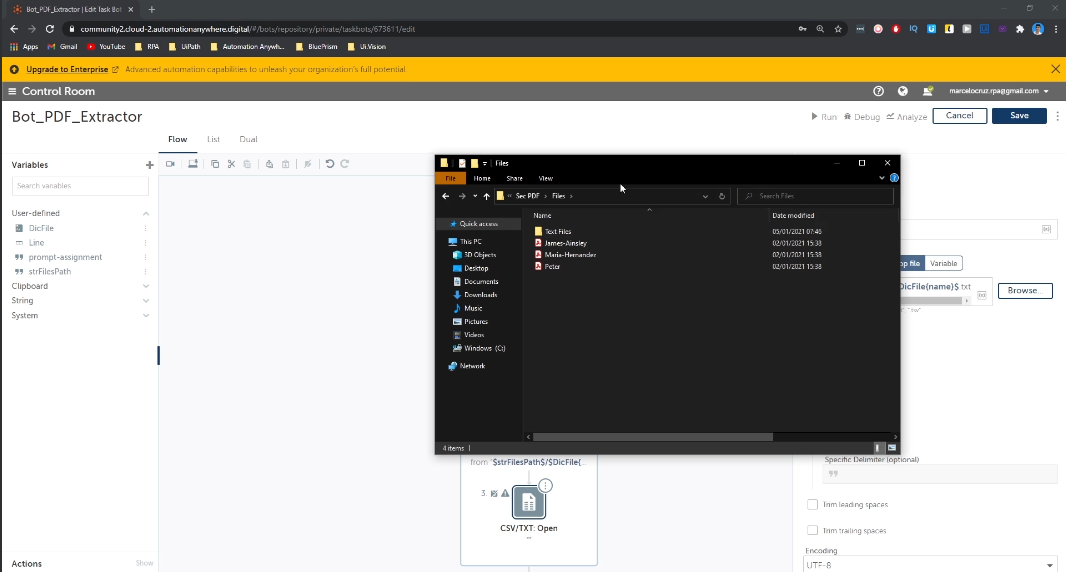 Bot_PDF_Extractor | Edit Task Bot
community2.cloud-2.automationanywhere.digital/#/bots/repository/private/taskbots/673611/edit
Apps
Gmail
YouTube
RPA
UiPath
Automation Anywh...
BluePrism
Ui.Vision
Upgrade to Enterprise
Advanced automation capabilities to unleash your organization's full potential
Control Room
marcelocruz.rpa@gmail.com
Bot_PDF_Extractor
Run
Debug
Analyze
Cancel
Save
Flow
List
Dual
Variables
Search variables
User-defined
DicFile
Line
prompt-assignment
strFilesPath
Clipboard
String
System
Actions
Show
Files
File
Home
Share
View
Sec PDF
Files
Search Files
Quick access
This PC
3D Objects
Desktop
Documents
Downloads
Music
Pictures
Videos
Windows (C:)
Network
Name
Date modified
Text Files
05/01/2021 07:46
James-Ainsley
02/01/2021 15:38
Maria-Hernandez
02/01/2021 15:38
Peter
02/01/2021 15:38
4 items
op file
Variable
DicFile{name}$.txt
Browse...
from "$strFilesPath$/$DicFile{...
3.
CSV/TXT: Open
Specific Delimiter (optional)
Trim leading spaces
Trim trailing spaces
Encoding
UTF-8